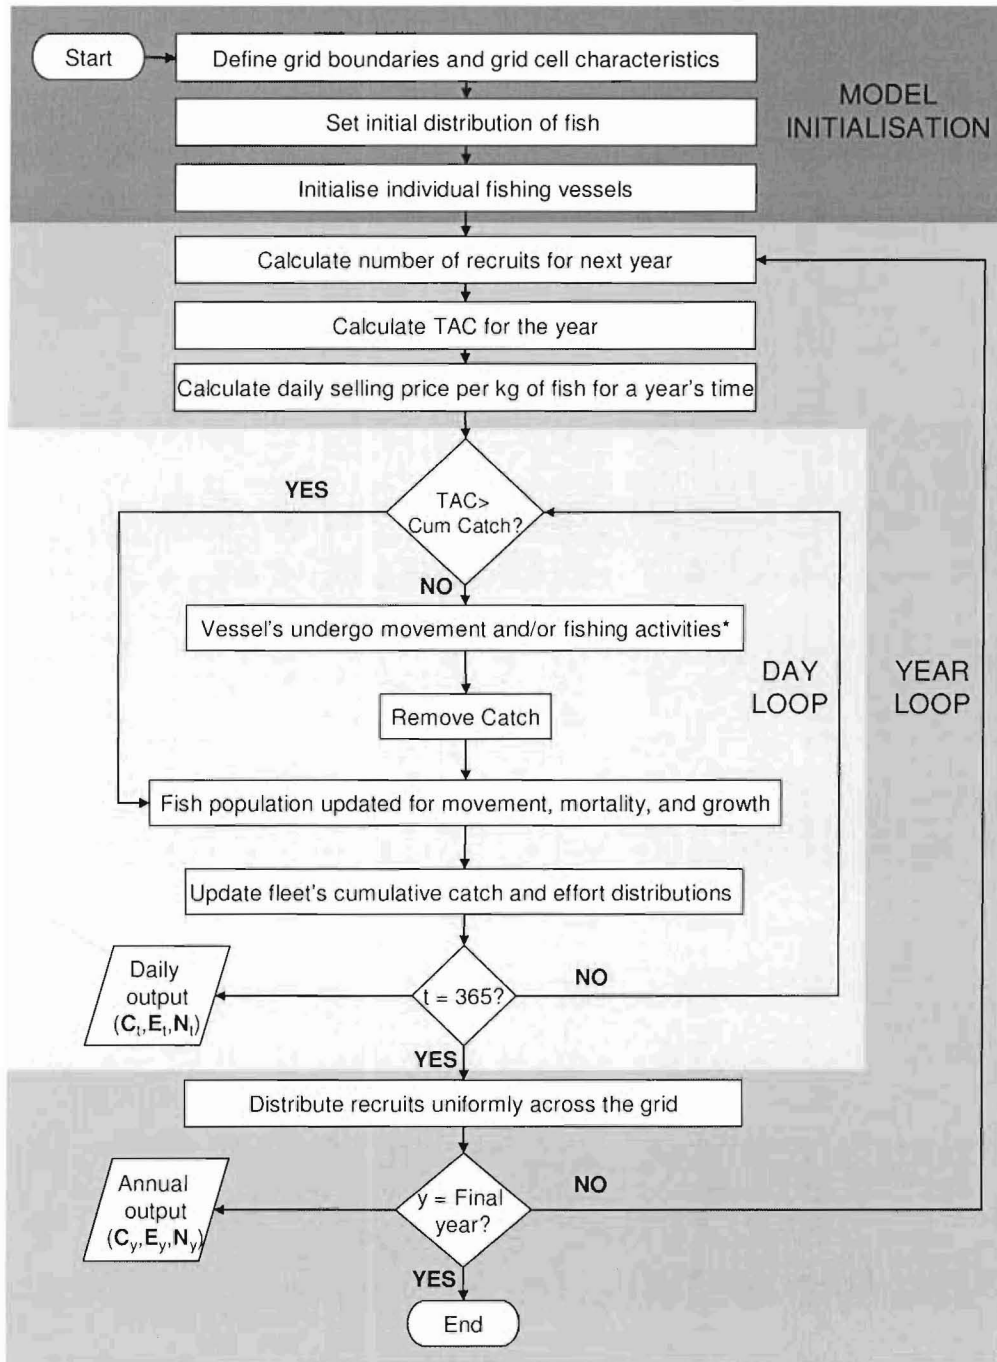 Start
Define grid boundaries and grid cell characteristics
MODEL
INITIALISATION
Set initial distribution of fish
Initialise individual fishing vessels
Calculate number of recruits for next year
Calculate TAC for the year
Calculate daily selling price per kg of fish for a year's time
YES
TAC>
Cum Catch?
NO
Vessel's undergo movement and/or fishing activities*
DAY
LOOP
YEAR
LOOP
Remove Catch
Fish population updated for movement, mortality, and growth
Update fleet's cumulative catch and effort distributions
Daily
output
(Cₜ,Eₜ,Nₜ)
t = 365?
NO
YES
Distribute recruits uniformly across the grid
Annual
output
(C_y,E_y,N_y)
y = Final
year?
NO
YES
End